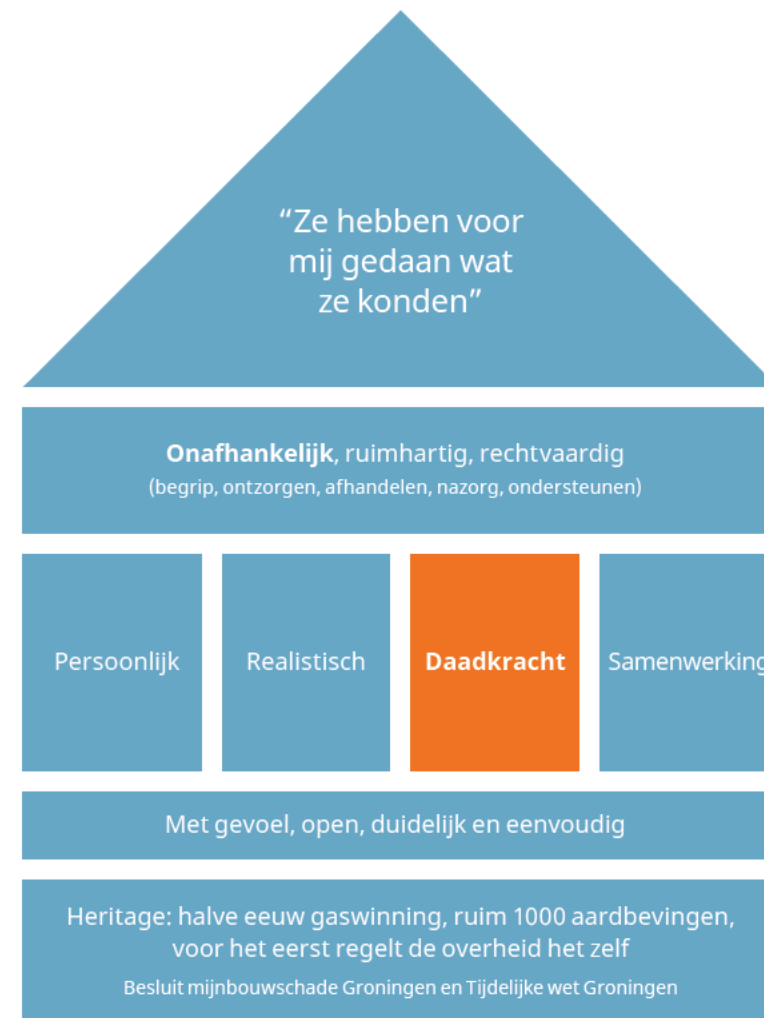 “Ze hebben voor
mij gedaan wat
ze konden”
Onafhankelijk, ruimhartig, rechtvaardig
(begrip, ontzorgen, afhandelen, nazorg, ondersteunen)
Persoonlijk
Realistisch
Daadkracht
Samenwerking
Met gevoel, open, duidelijk en eenvoudig
Heritage: halve eeuw gaswinning, ruim 1000 aardbevingen,
voor het eerst regelt de overheid het zelf
Besluit mijnbouwschade Groningen en Tijdelijke wet Groningen